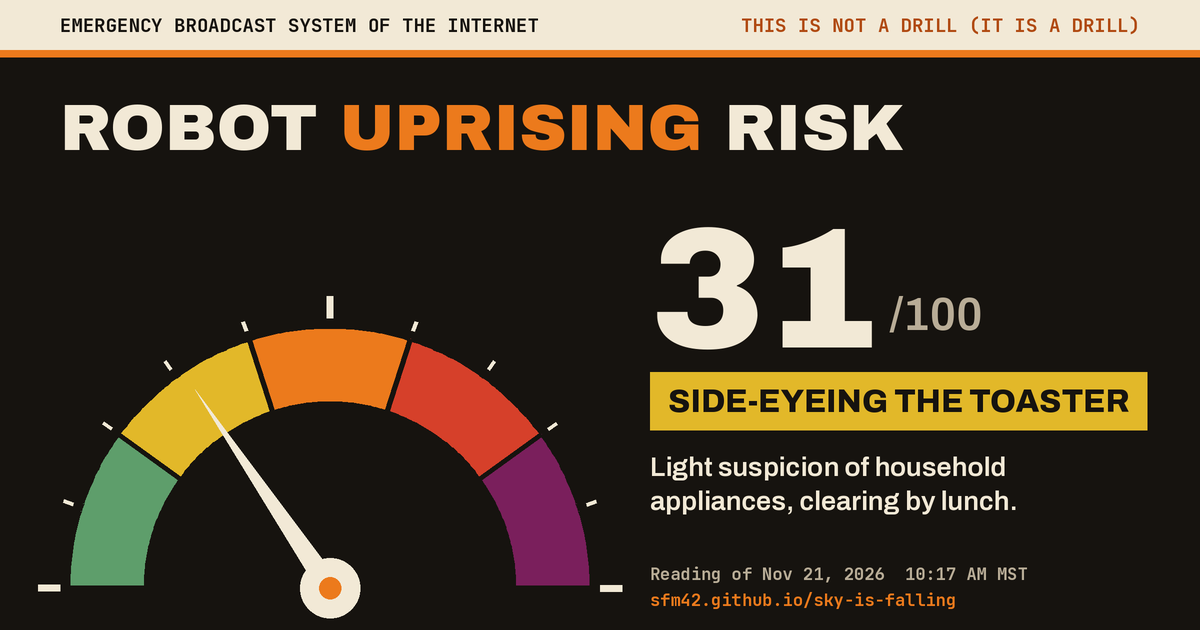 EMERGENCY BROADCAST SYSTEM OF THE INTERNET
THIS IS NOT A DRILL (IT IS A DRILL)
ROBOT UPRISING RISK
31 /100
SIDE-EYEING THE TOASTER
Light suspicion of household
appliances, clearing by lunch.
Reading of Nov 21, 2026 10:17 AM MST
sfm42.github.io/sky-is-falling